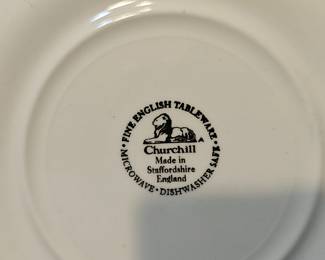 • FINE ENGLISH TABLEWARE •
Churchill
Made in
Staffordshire
England
MICROWAVE • DISHWASHER SAFE